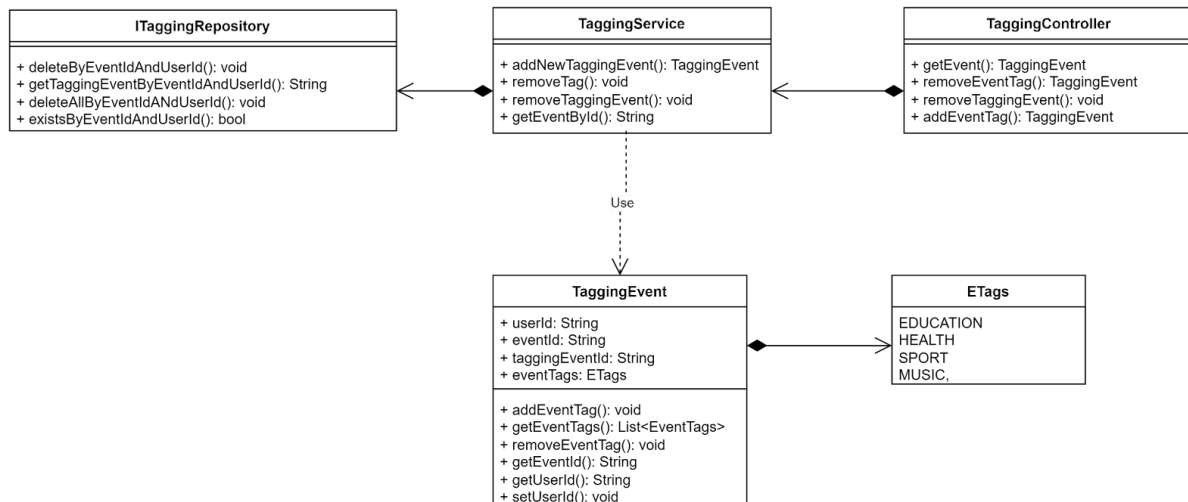 ITaggingRepository
+ deleteByEventIdAndUserId(): void
+ getTaggingEventByEventIdAndUserId(): String
+ deleteAllByEventIdANdUserId(): void
+ existsByEventIdAndUserId(): bool
TaggingService
+ addNewTaggingEvent(): TaggingEvent
+ removeTag(): void
+ removeTaggingEvent(): void
+ getEventById(): String
TaggingController
+ getEvent(): TaggingEvent
+ removeEventTag(): TaggingEvent
+ removeTaggingEvent(): void
+ addEventTag(): TaggingEvent
Use
TaggingEvent
+ userId: String
+ eventId: String
+ taggingEventId: String
+ eventTags: ETags
+ addEventTag(): void
+ getEventTags(): List<EventTags>
+ removeEventTag(): void
+ getEventId(): String
+ getUserId(): String
+ setUserId(): void
ETags
EDUCATION
HEALTH
SPORT
MUSIC,